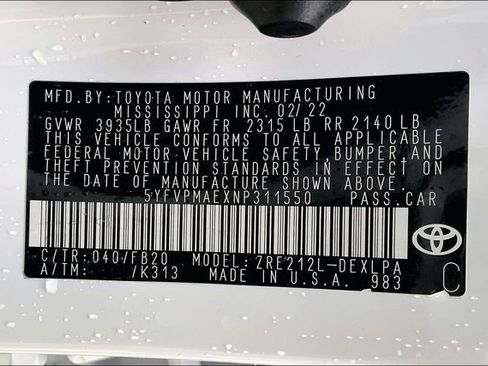 MFD.BY:TOYOTA MOTOR MANUFACTURING
MISSISSIPPI INC. 02/22
GVWR 3935LB GAWR FR 2315 LB RR 2140 LB
THIS VEHICLE CONFORMS TO ALL APPLICABLE
FEDERAL MOTOR VEHICLE SAFETY, BUMPER AND
THEFT PREVENTION STANDARDS IN EFFECT
ON THE DATE OF MANUFACTURE SHOWN ABOVE.
5YFVPMAEXNP311550 PASS.CAR
C/TR:040/FB20 MODEL:ZRE212L-DEXLPA
A/TM: /K313 MADE IN U.S.A. 983
TOYOTA
C